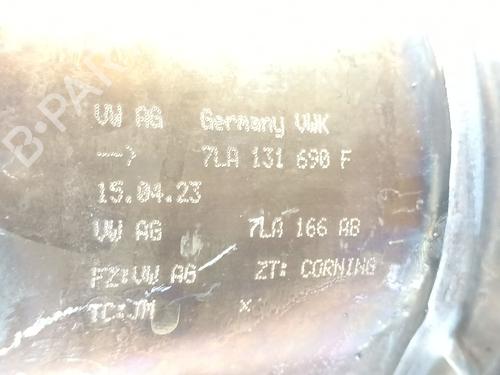 VW AG Germany VWK
--> 7LA 131 690 F
15.04.23
VW AG 7LA 166 AB
FZ:VW AG ZT: CORNING
TC:JM x
B-PARTS